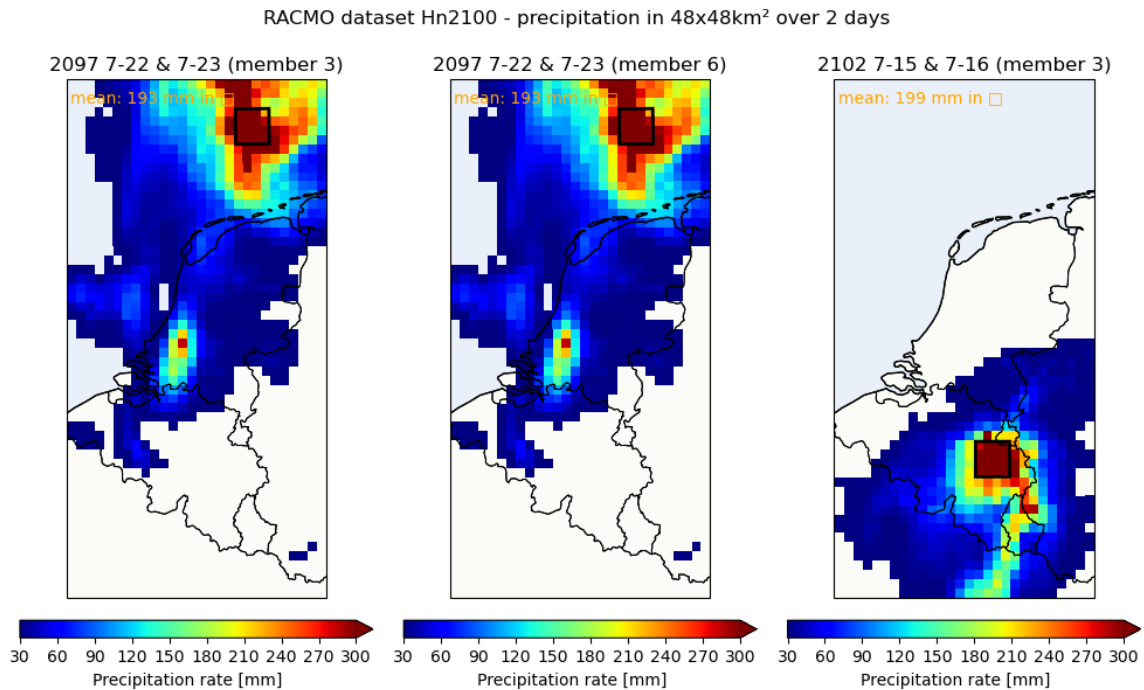 RACMO dataset Hn2100 - precipitation in 48x48km² over 2 days
2097 7-22 & 7-23 (member 3)
mean: 193 mm in □
30 60 90 120 150 180 210 240 270 300
Precipitation rate [mm]
2097 7-22 & 7-23 (member 6)
mean: 193 mm in □
30 60 90 120 150 180 210 240 270 300
Precipitation rate [mm]
2102 7-15 & 7-16 (member 3)
mean: 199 mm in □
30 60 90 120 150 180 210 240 270 300
Precipitation rate [mm]